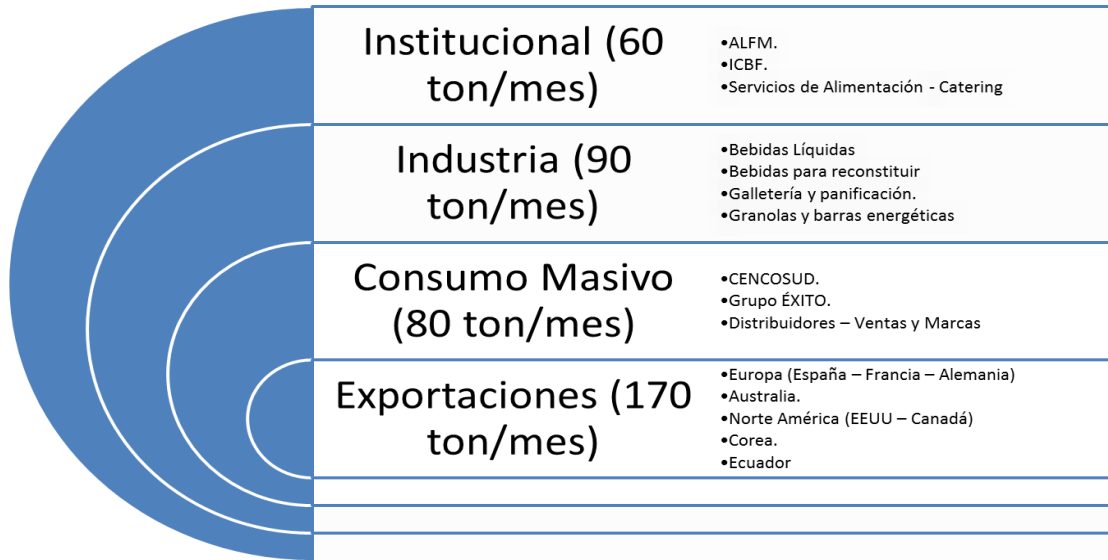 Institucional (60
ton/mes)
•ALFM.
•ICBF.
•Servicios de Alimentación - Catering
Industria (90
ton/mes)
•Bebidas Líquidas
•Bebidas para reconstituir
•Galletería y panificación.
•Granolas y barras energéticas
Consumo Masivo
(80 ton/mes)
•CENCOSUD.
•Grupo ÉXITO.
•Distribuidores – Ventas y Marcas
Exportaciones (170
ton/mes)
•Europa (España – Francia – Alemania)
•Australia.
•Norte América (EEUU – Canadá)
•Corea.
•Ecuador